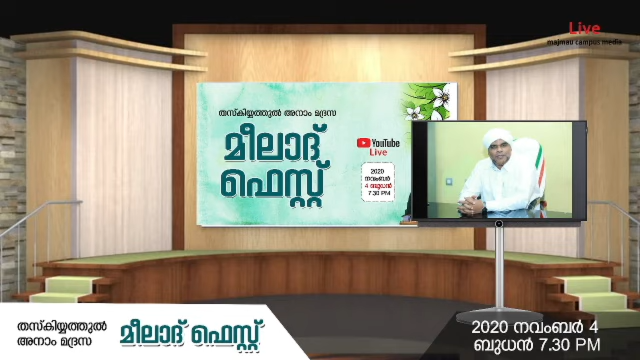 Live
majmau campus media
തസ്കിയ്യത്തുൽ അനാം മദ്രസ
മീലാദ്
ഫെസ്റ്റ്
YouTube
Live
2020
നവംബർ
4 ബുധൻ
7.30 PM
തസ്കിയ്യത്തുൽ
അനാം മദ്രസ
മീലാദ് ഫെസ്റ്റ്
2020 നവംബർ 4
ബുധൻ 7.30 PM